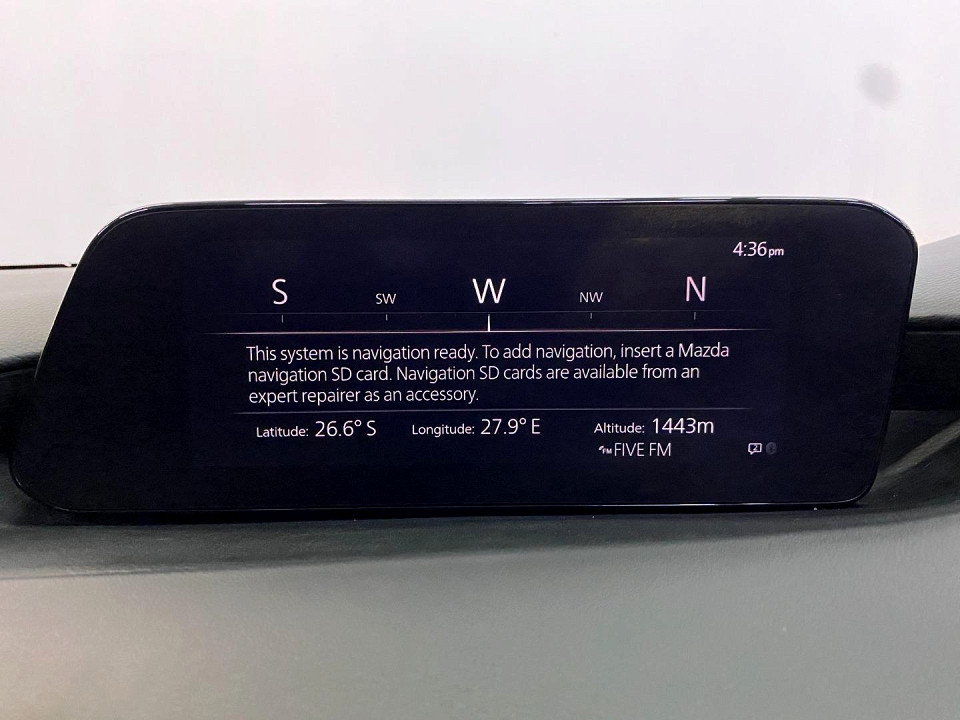 4:36pm
S SW W NW N
This system is navigation ready. To add navigation, insert a Mazda
navigation SD card. Navigation SD cards are available from an
expert repairer as an accessory.
Latitude: 26.6° S Longitude: 27.9° E Altitude: 1443m
FM FIVE FM
2